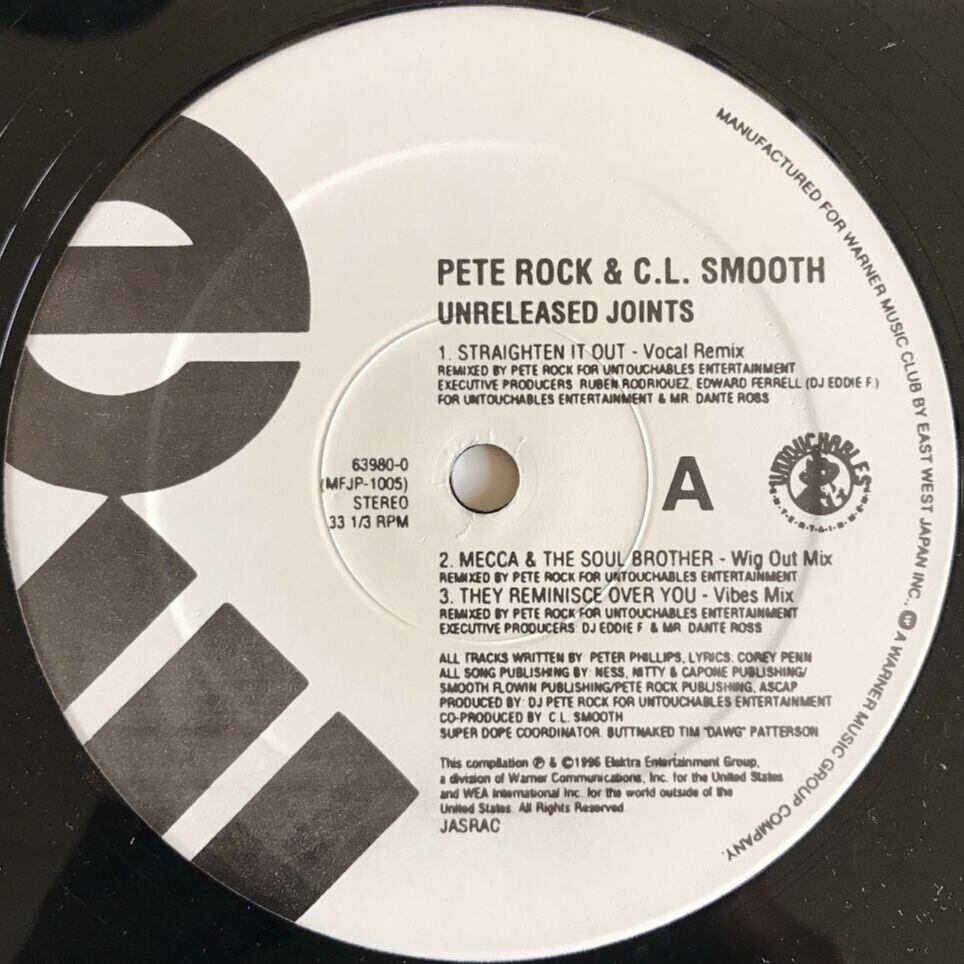 PETE ROCK & C.L. SMOOTH
UNRELEASED JOINTS
1. STRAIGHTEN IT OUT - Vocal Remix
REMIXED BY PETE ROCK FOR UNTOUCHABLES ENTERTAINMENT
EXECUTIVE PRODUCERS: RUBEN RODRIQUEZ, EDWARD FERRELL (DJ EDDIE F.)
FOR UNTOUCHABLES ENTERTAINMENT & MR. DANTE ROSS
63980-0
(MFJP-1005)
STEREO
33 1/3 RPM
A
UNTOUCHABLES
E·N·T·E·R·T·A·I·N·M·E·N·T
2. MECCA & THE SOUL BROTHER - Wig Out Mix
REMIXED BY PETE ROCK FOR UNTOUCHABLES ENTERTAINMENT
3. THEY REMINISCE OVER YOU - Vibes Mix
REMIXED BY PETE ROCK FOR UNTOUCHABLES ENTERTAINMENT
EXECUTIVE PRODUCERS: DJ EDDIE F. & MR. DANTE ROSS
ALL TRACKS WRITTEN BY: PETER PHILLIPS, LYRICS: COREY PENN
ALL SONG PUBLISHING BY: NESS, NITTY & CAPONE PUBLISHING/
SMOOTH FLOWIN PUBLISHING/PETE ROCK PUBLISHING, ASCAP
PRODUCED BY: DJ PETE ROCK FOR UNTOUCHABLES ENTERTAINMENT
CO-PRODUCED BY: C.L. SMOOTH
SUPER DOPE COORDINATOR: BUTTNAKED TIM "DAWG" PATTERSON
This compilation ℗ & ©1996 Elektra Entertainment Group,
a division of Warner Communications, Inc. for the United States
and WEA International Inc. for the world outside of the
United States. All Rights Reserved.
JASRAC
MANUFACTURED FOR WARNER MUSIC CLUB BY EAST WEST JAPAN INC., A WARNER MUSIC GROUP COMPANY.